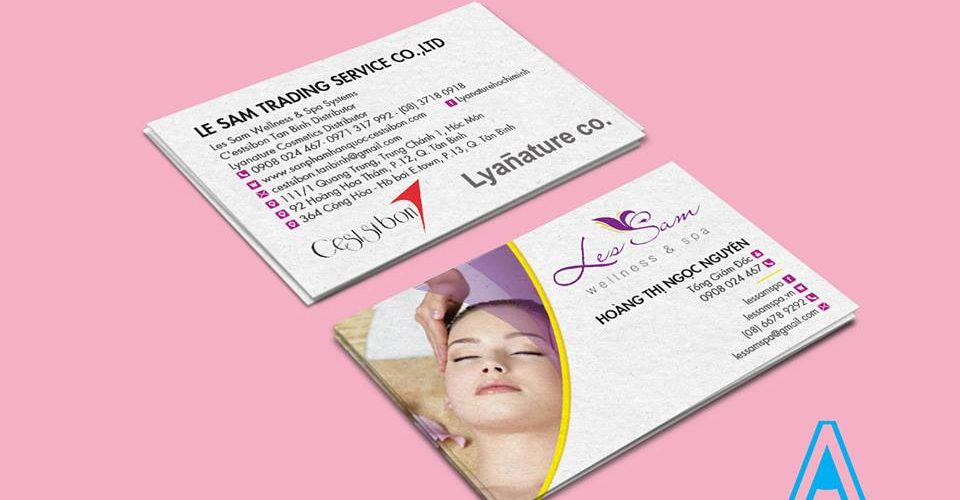 LE SAM TRADING SERVICE CO.,LTD
Les Sam Wellness & Spa Systems
C'estsibon Tan Binh Distributor
Lyanature Cosmetics Distributor
0908 024 467- 0971 317 992 - (08) 3718 0918
www.sanphamhanquoc-cestsibon.com
lyanaturehochiminh
cestsibon.tanbinh@gmail.com
111/1 Quang Trung, Trung Chánh 1, Hóc Môn
92 Hoàng Hoa Thám, P.12, Q. Tân Bình
364 Cộng Hòa - Hb bai E.town, P.13, Q. Tân Bình
Cestsibon
Lyanature co.
Les Sam
wellness & spa
HOÀNG THỊ NGỌC NGUYÊN
Tổng Giám Đốc
0908 024 467
lessamspa
lessamspa.vn
(08) 6678 9292
lessamspa@gmail.com